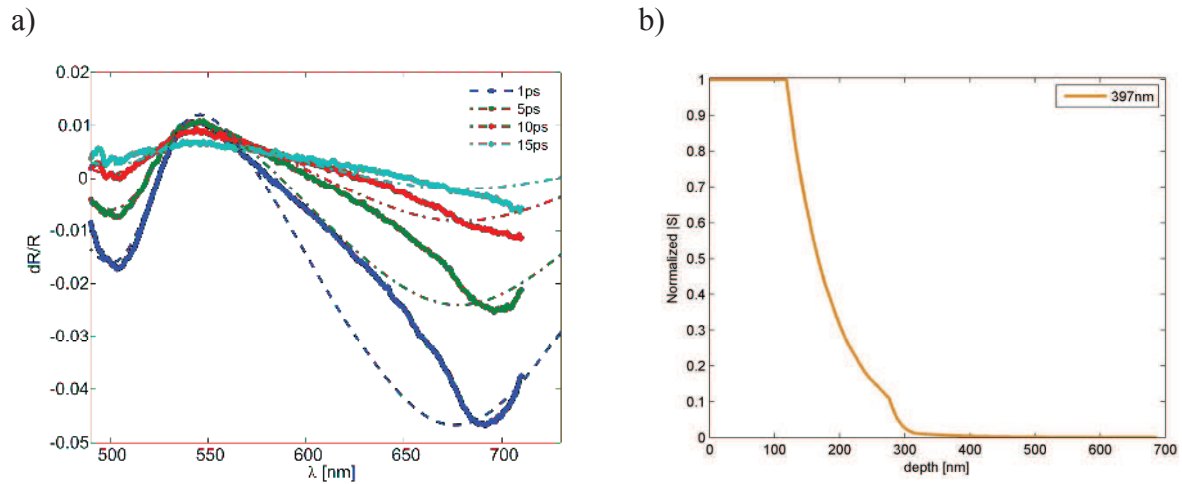 a)
b)
0.02
0.01
0
-0.01
-0.02
-0.03
-0.04
-0.05
dR/R
1ps
5ps
10ps
15ps
500 550 600 650 700
λ [nm]
1
0.9
0.8
0.7
0.6
0.5
0.4
0.3
0.2
0.1
0
Normalized |S|
397nm
0 100 200 300 400 500 600 700
depth [nm]